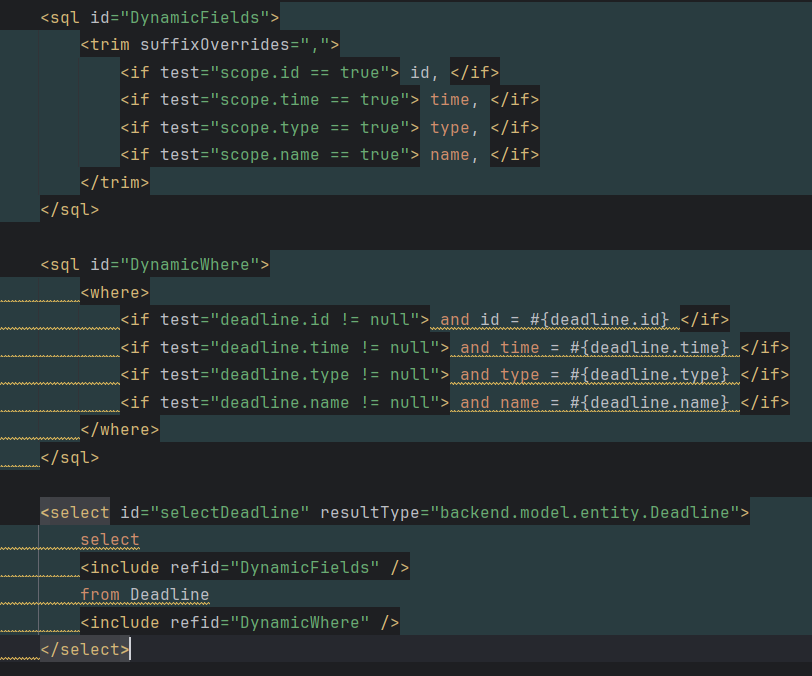 <sql id="DynamicFields">
<trim suffixOverrides=",">
<if test="scope.id == true"> id, </if>
<if test="scope.time == true"> time, </if>
<if test="scope.type == true"> type, </if>
<if test="scope.name == true"> name, </if>
</trim>
</sql>
<sql id="DynamicWhere">
<where>
<if test="deadline.id != null"> and id = #{deadline.id} </if>
<if test="deadline.time != null"> and time = #{deadline.time} </if>
<if test="deadline.type != null"> and type = #{deadline.type} </if>
<if test="deadline.name != null"> and name = #{deadline.name} </if>
</where>
</sql>
<select id="selectDeadline" resultType="backend.model.entity.Deadline">
select
<include refid="DynamicFields" />
from Deadline
<include refid="DynamicWhere" />
</select>